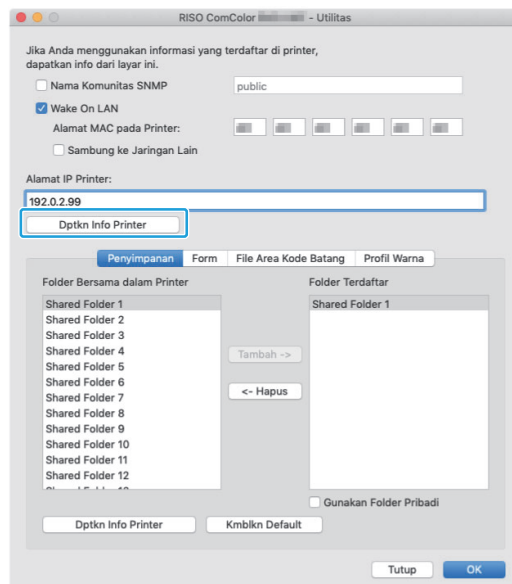 RISO ComColor - Utilitas
Jika Anda menggunakan informasi yang terdaftar di printer,
dapatkan info dari layar ini.
Nama Komunitas SNMP
public
Wake On LAN
Alamat MAC pada Printer:
Sambung ke Jaringan Lain
Alamat IP Printer:
192.0.2.99
Dptkn Info Printer
Penyimpanan Form File Area Kode Batang Profil Warna
Folder Bersama dalam Printer
Shared Folder 1
Shared Folder 2
Shared Folder 3
Shared Folder 4
Shared Folder 5
Shared Folder 6
Shared Folder 7
Shared Folder 8
Shared Folder 9
Shared Folder 10
Shared Folder 11
Shared Folder 12
Tambah ->
<- Hapus
Folder Terdaftar
Shared Folder 1
Gunakan Folder Pribadi
Dptkn Info Printer
Kmblkn Default
Tutup
OK